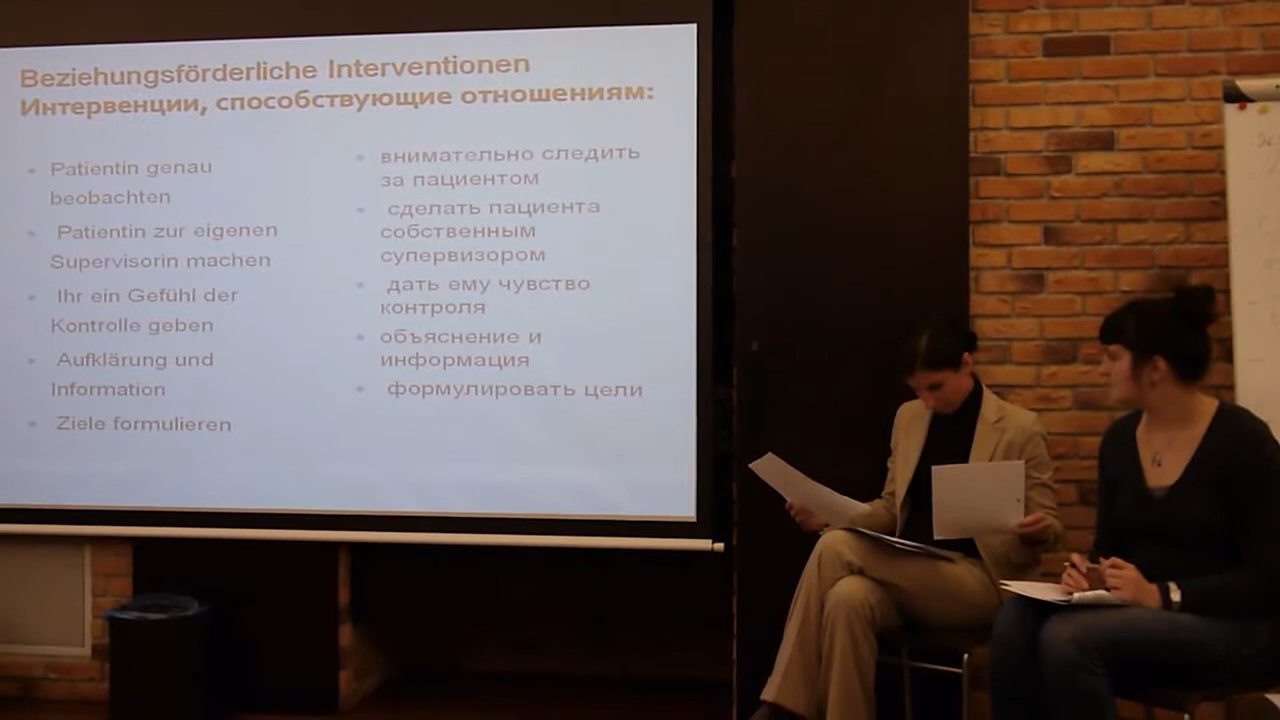 Beziehungsförderliche Interventionen
Интервенции, способствующие отношениям:
Patientin genau
beobachten
Patientin zur eigenen
Supervisorin machen
Ihr ein Gefühl der
Kontrolle geben
Aufklärung und
Information
Ziele formulieren
внимательно следить
за пациентом
сделать пациента
собственным
супервизором
дать ему чувство
контроля
объяснение и
информация
формулировать цели